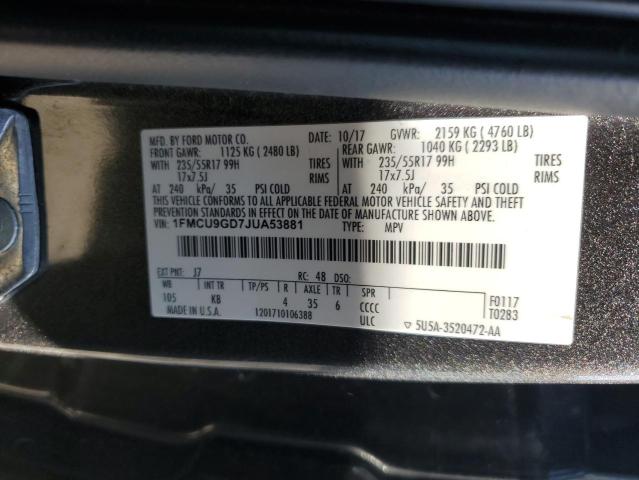 MFD. BY FORD MOTOR CO. 10/17 GVWR: 2159 KG ( 4760 LB)
FRONT GAWR: 1125 KG ( 2480 LB) REAR GAWR: 1040 KG ( 2293 LB)
WITH 235/55R17 99H TIRES WITH 235/55R17 99H TIRES
17x7.5J RIMS 17x7.5J RIMS
AT 240 kPa/ 35 PSI COLD AT 240 kPa/ 35 PSI COLD
THIS VEHICLE CONFORMS TO ALL APPLICABLE FEDERAL MOTOR VEHICLE SAFETY AND THEFT
PREVENTION STANDARDS IN EFFECT ON THE DATE OF MANUFACTURE SHOWN ABOVE.
VIN: 1FMCU9GD7JUA53881 TYPE: MPV
EXT PNT: J7 RC: 48 DSO:
WB INT TR TP/PS R AXLE TR SPR
105 KB 4 35 6 CCCC F0117
MADE IN U.S.A. 1201710106388 ULC T0283
5U5A-3520472-AA